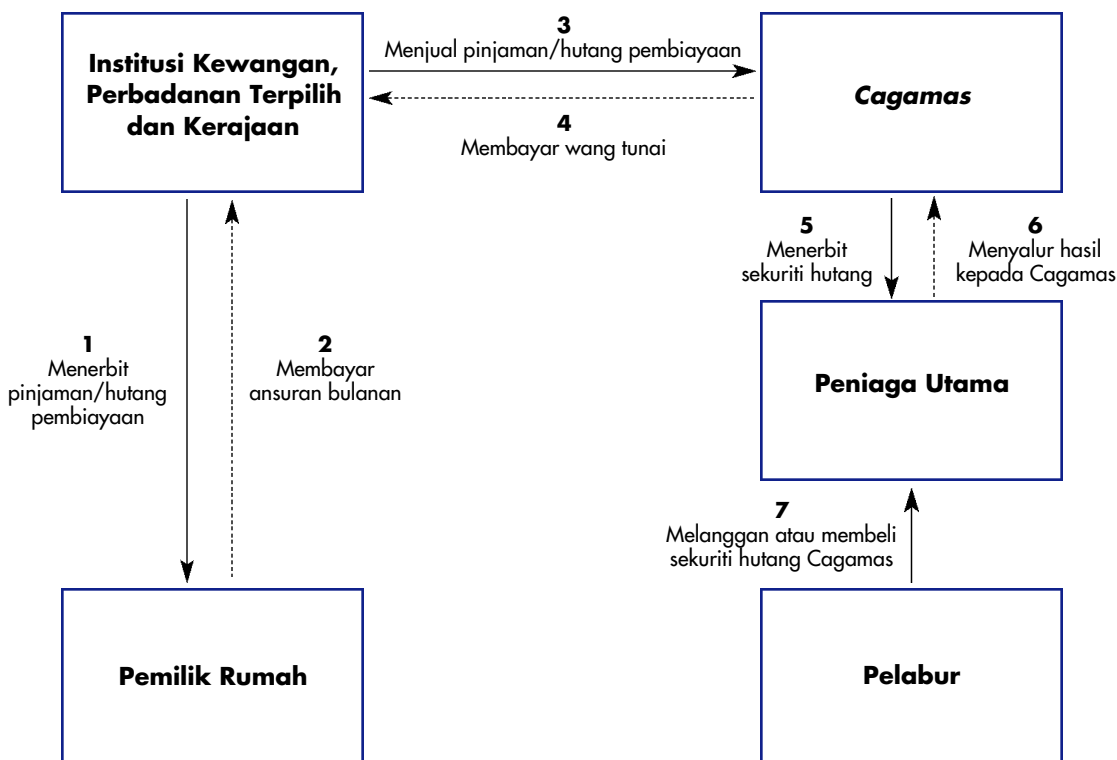 Institusi Kewangan,
Perbadanan Terpilih
dan Kerajaan
3
Menjual pinjaman/hutang pembiayaan
4
Membayar wang tunai
Cagamas
5
Menerbit
sekuriti hutang
6
Menyalur hasil
kepada Cagamas
1
Menerbit
pinjaman/hutang
pembiayaan
2
Membayar
ansuran bulanan
Peniaga Utama
7
Melanggan atau membeli
sekuriti hutang Cagamas
Pemilik Rumah
Pelabur